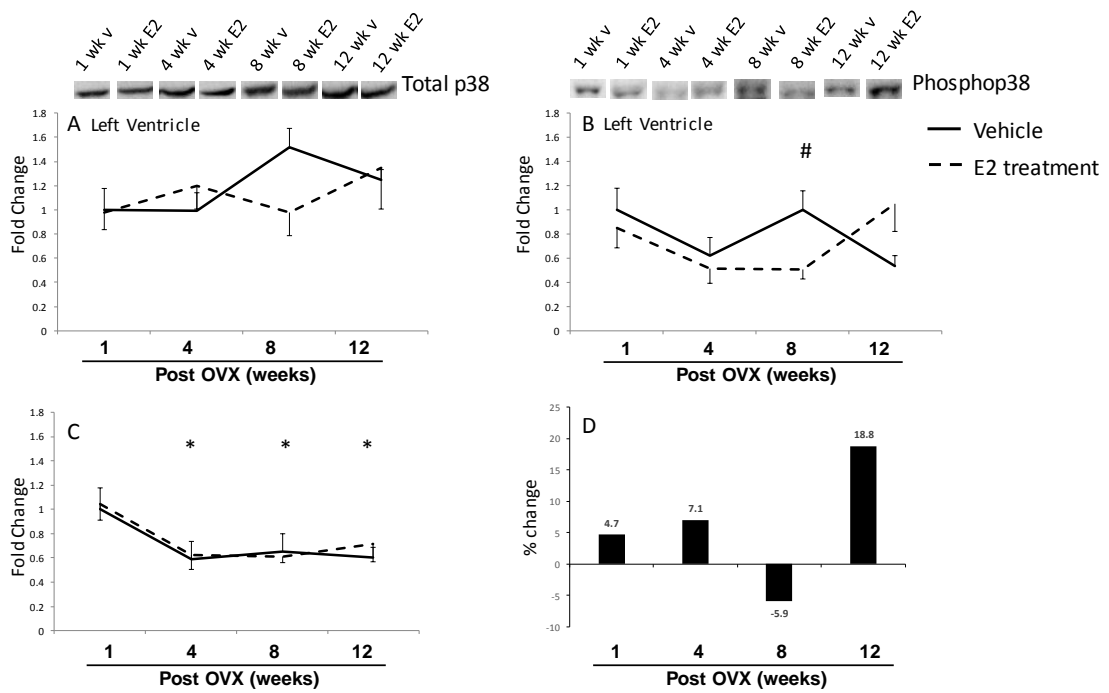 1 wk v
1 wk E2
4 wk v
4 wk E2
8 wk v
8 wk E2
12 wk v
12 wk E2
Total p38
A Left Ventricle
Fold Change
1.8
1.6
1.4
1.2
1
0.8
0.6
0.4
0.2
0
1 4 8 12
Post OVX (weeks)
1 wk v
1 wk E2
4 wk v
4 wk E2
8 wk v
8 wk E2
12 wk v
12 wk E2
Phosphop38
B Left Ventricle
Fold Change
1.8
1.6
1.4
1.2
1
0.8
0.6
0.4
0.2
0
#
1 4 8 12
Post OVX (weeks)
Vehicle
E2 treatment
C
Fold Change
1.8
1.6
1.4
1.2
1
0.8
0.6
0.4
0.2
0
* * *
1 4 8 12
Post OVX (weeks)
D
% change
25
20
15
10
5
0
-5
-10
4.7
7.1
-5.9
18.8
1 4 8 12
Post OVX (weeks)